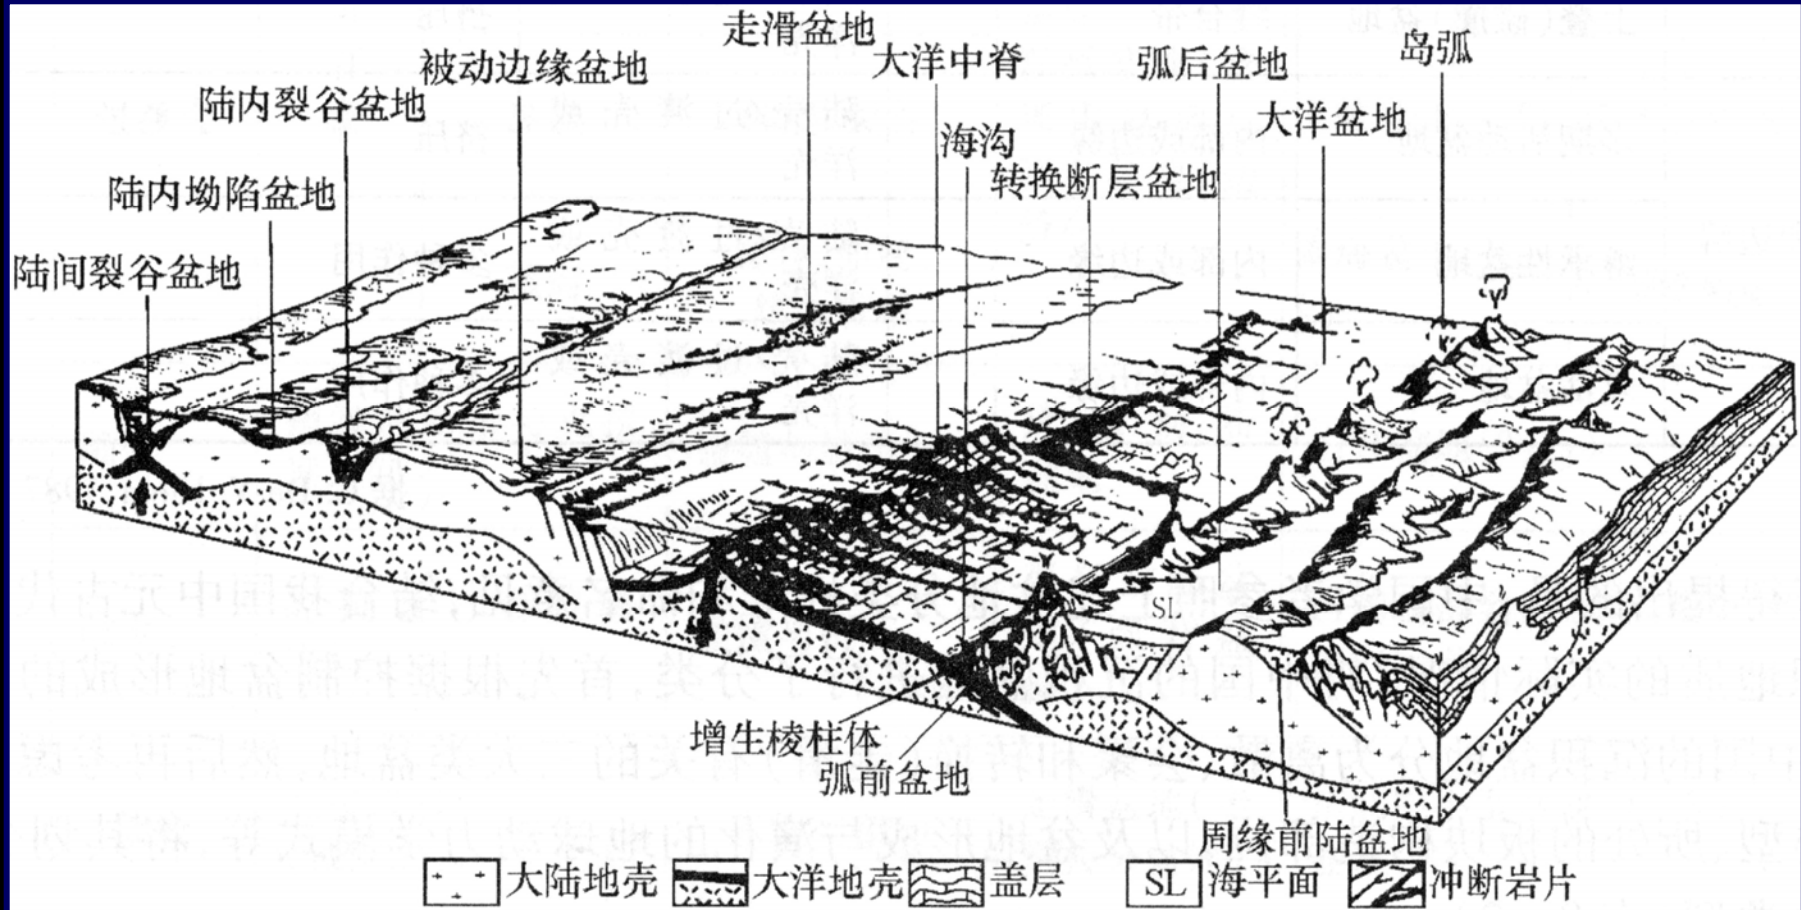 走滑盆地
岛弧
被动边缘盆地
大洋中脊
弧后盆地
陆内裂谷盆地
大洋盆地
海沟
转换断层盆地
陆内坳陷盆地
陆间裂谷盆地
SL
增生棱柱体
弧前盆地
周缘前陆盆地
大陆地壳
大洋地壳
盖层
SL
海平面
冲断岩片